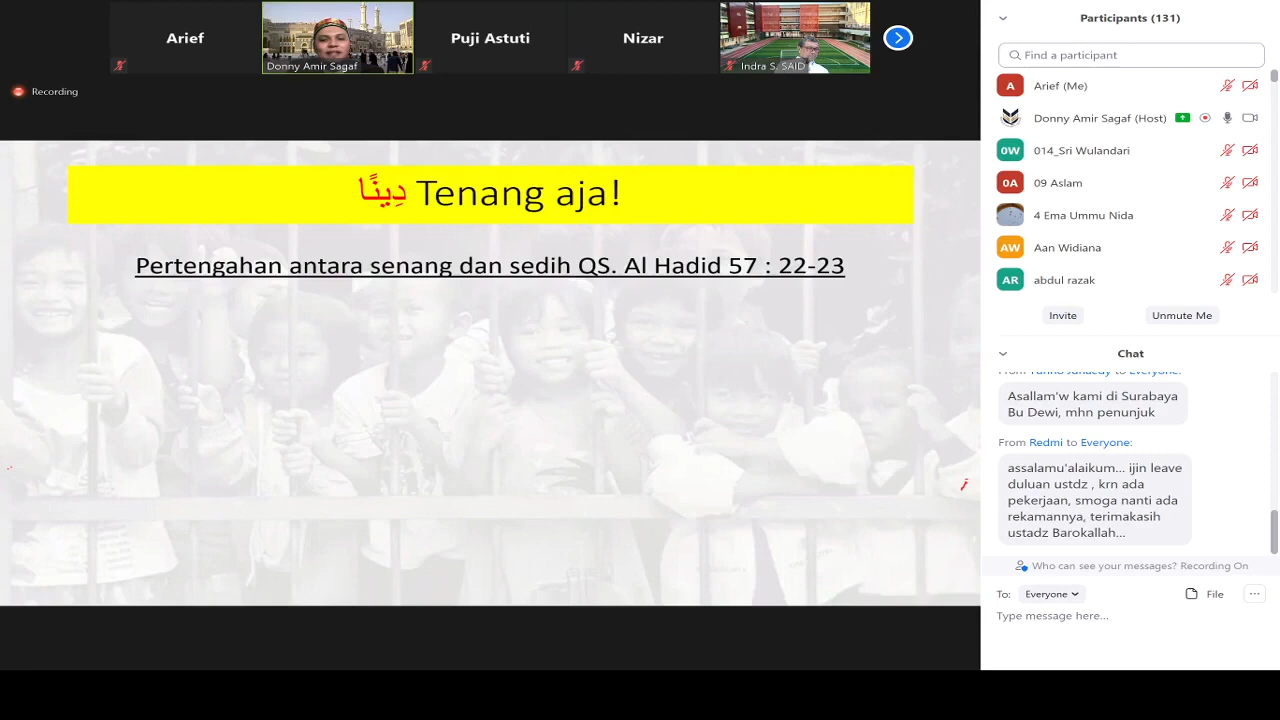 Arief
Donny Amir Sagaf
Puji Astuti
Nizar
Indra S. SAID
Recording
دِينًا Tenang aja!
Pertengahan antara senang dan sedih QS. Al Hadid 57 : 22-23
Participants (131)
Find a participant
A Arief (Me)
Donny Amir Sagaf (Host)
0W 014_Sri Wulandari
0A 09 Aslam
4 Ema Ummu Nida
AW Aan Widiana
AR abdul razak
Invite
Unmute Me
Chat
Asallam'w kami di Surabaya
Bu Dewi, mhn penunjuk
From Redmi to Everyone:
assalamu'alaikum... ijin leave
duluan ustdz , krn ada
pekerjaan, smoga nanti ada
rekamannya, terimakasih
ustadz Barokallah...
Who can see your messages? Recording On
To: Everyone
File
Type message here...